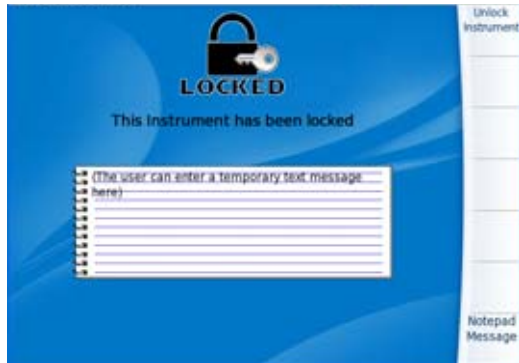 Unlock
Instrument
LOCKED
This Instrument has been locked
(The user can enter a temporary text message
here)
Notepad
Message